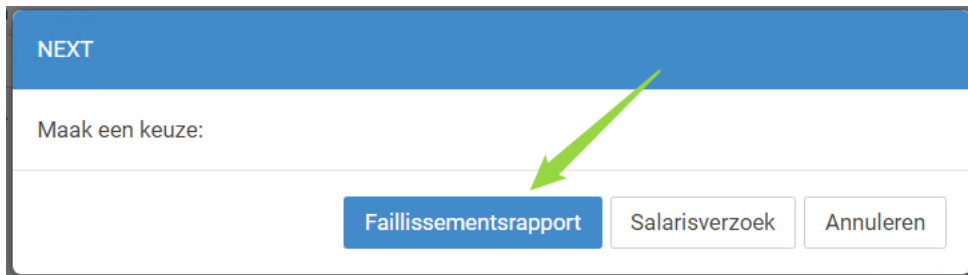 NEXT
Maak een keuze:
Faillissementsrapport Salarisverzoek Annuleren